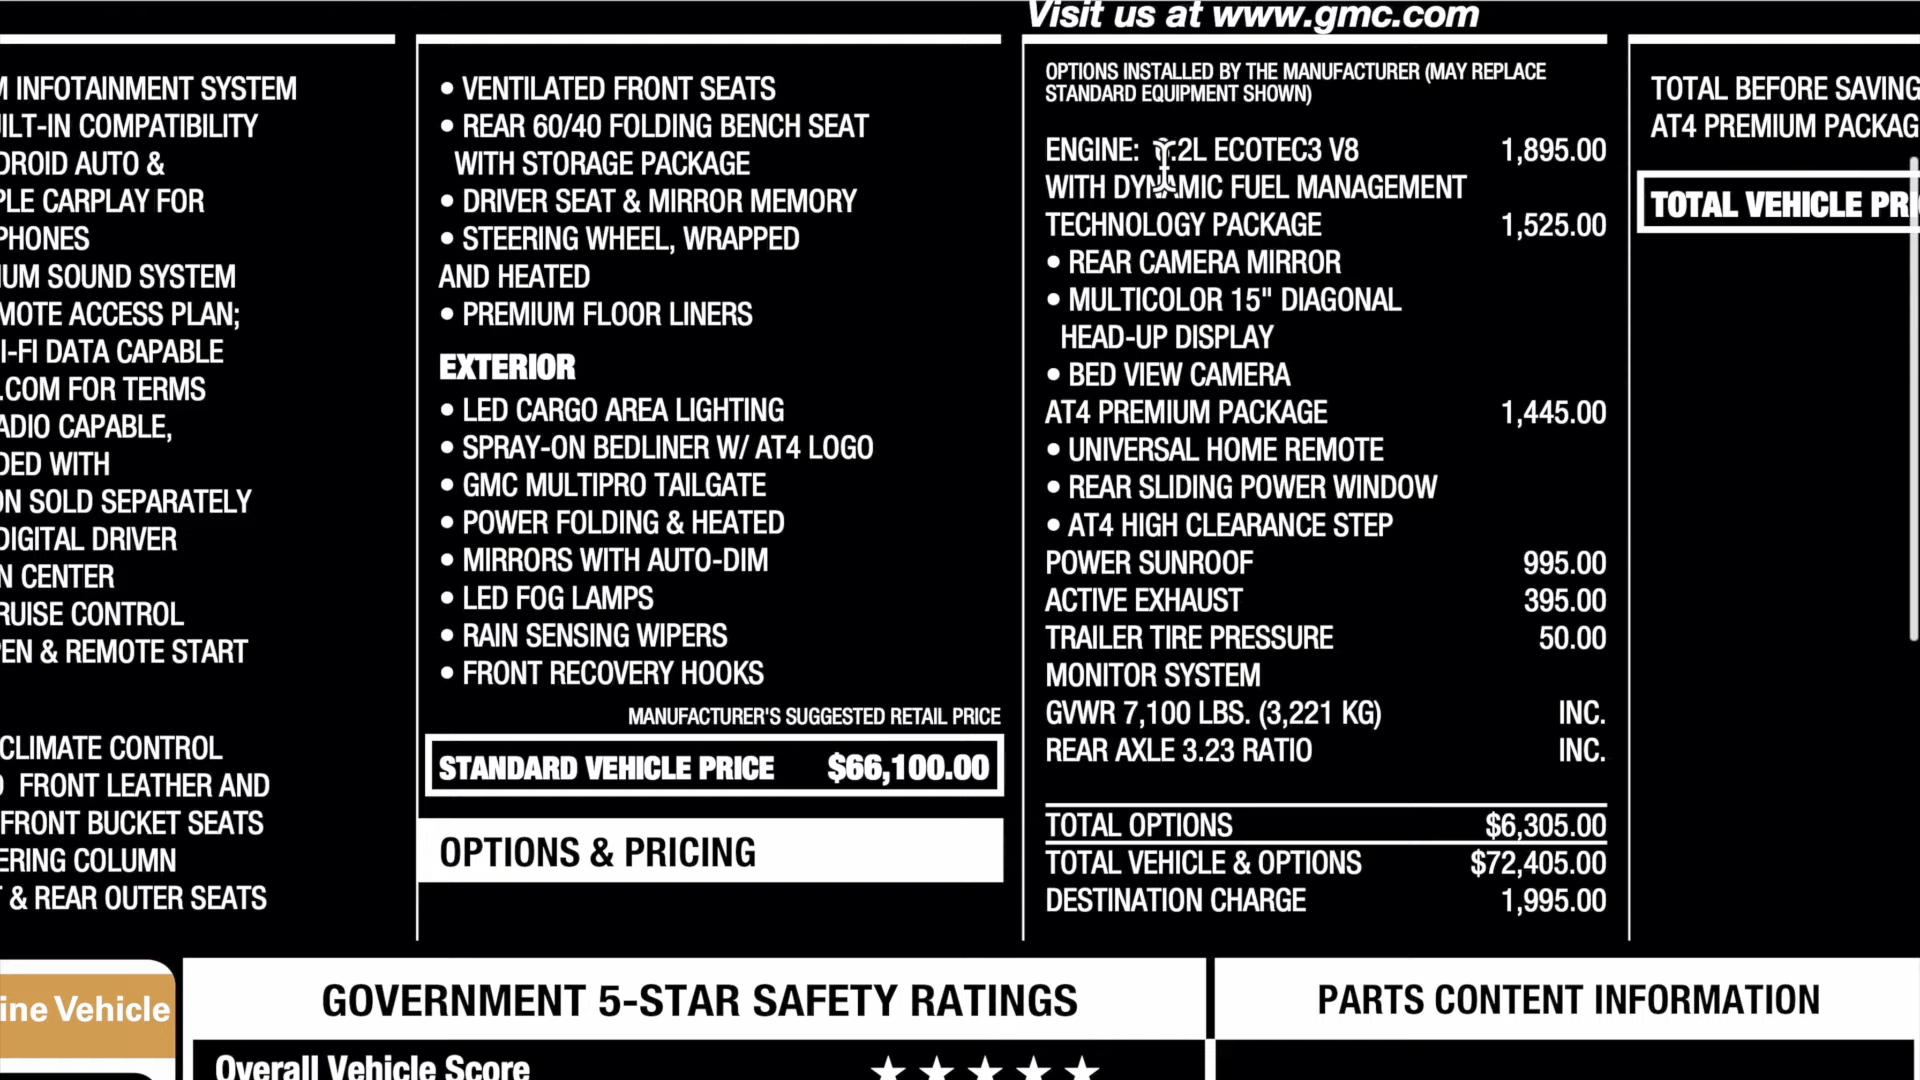 Visit us at www.gmc.com
M INFOTAINMENT SYSTEM
ILT-IN COMPATIBILITY
DROID AUTO &
PLE CARPLAY FOR
PHONES
IUM SOUND SYSTEM
MOTE ACCESS PLAN;
I-FI DATA CAPABLE
.COM FOR TERMS
ADIO CAPABLE,
DED WITH
ON SOLD SEPARATELY
DIGITAL DRIVER
N CENTER
RUISE CONTROL
PEN & REMOTE START
CLIMATE CONTROL
FRONT LEATHER AND
FRONT BUCKET SEATS
ERING COLUMN
& REAR OUTER SEATS
• VENTILATED FRONT SEATS
• REAR 60/40 FOLDING BENCH SEAT
WITH STORAGE PACKAGE
• DRIVER SEAT & MIRROR MEMORY
• STEERING WHEEL, WRAPPED
AND HEATED
• PREMIUM FLOOR LINERS
EXTERIOR
• LED CARGO AREA LIGHTING
• SPRAY-ON BEDLINER W/ AT4 LOGO
• GMC MULTIPRO TAILGATE
• POWER FOLDING & HEATED
• MIRRORS WITH AUTO-DIM
• LED FOG LAMPS
• RAIN SENSING WIPERS
• FRONT RECOVERY HOOKS
MANUFACTURER'S SUGGESTED RETAIL PRICE
STANDARD VEHICLE PRICE $66,100.00
OPTIONS & PRICING
OPTIONS INSTALLED BY THE MANUFACTURER (MAY REPLACE
STANDARD EQUIPMENT SHOWN)
ENGINE: .2L ECOTEC3 V8 1,895.00
WITH DYNAMIC FUEL MANAGEMENT
TECHNOLOGY PACKAGE 1,525.00
• REAR CAMERA MIRROR
• MULTICOLOR 15" DIAGONAL
HEAD-UP DISPLAY
• BED VIEW CAMERA
AT4 PREMIUM PACKAGE 1,445.00
• UNIVERSAL HOME REMOTE
• REAR SLIDING POWER WINDOW
• AT4 HIGH CLEARANCE STEP
POWER SUNROOF 995.00
ACTIVE EXHAUST 395.00
TRAILER TIRE PRESSURE 50.00
MONITOR SYSTEM
GVWR 7,100 LBS. (3,221 KG) INC.
REAR AXLE 3.23 RATIO INC.
TOTAL OPTIONS $6,305.00
TOTAL VEHICLE & OPTIONS $72,405.00
DESTINATION CHARGE 1,995.00
TOTAL BEFORE SAVING
AT4 PREMIUM PACKAG
TOTAL VEHICLE PRI
ine Vehicle
GOVERNMENT 5-STAR SAFETY RATINGS
Overall Vehicle Score ★★★★★
PARTS CONTENT INFORMATION